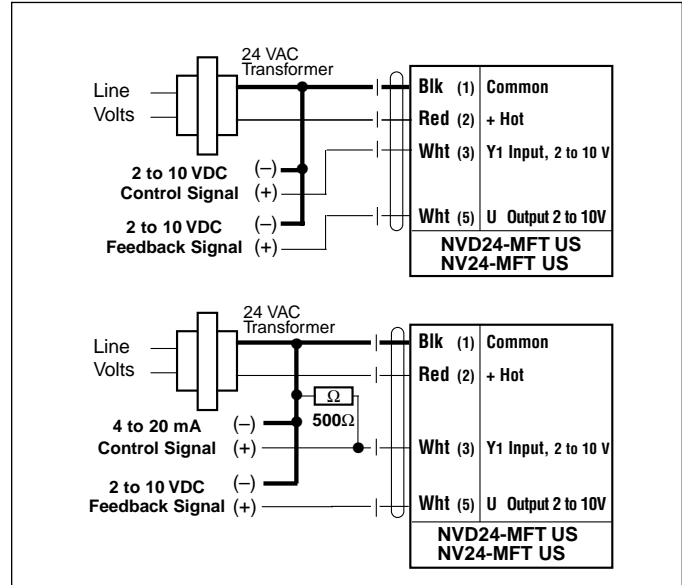 24 VAC
Transformer
Line
Volts
Blk (1) Common
Red (2) + Hot
Wht (3) Y1 Input, 2 to 10 V
2 to 10 VDC (–)
Control Signal (+)
2 to 10 VDC (–)
Feedback Signal (+)
Wht (5) U Output 2 to 10V
NVD24-MFT US
NV24-MFT US
24 VAC
Transformer
Line
Volts
Blk (1) Common
Red (2) + Hot
Ω
500Ω
4 to 20 mA (–)
Control Signal (+)
Wht (3) Y1 Input, 2 to 10 V
2 to 10 VDC (–)
Feedback Signal (+)
Wht (5) U Output 2 to 10V
NVD24-MFT US
NV24-MFT US